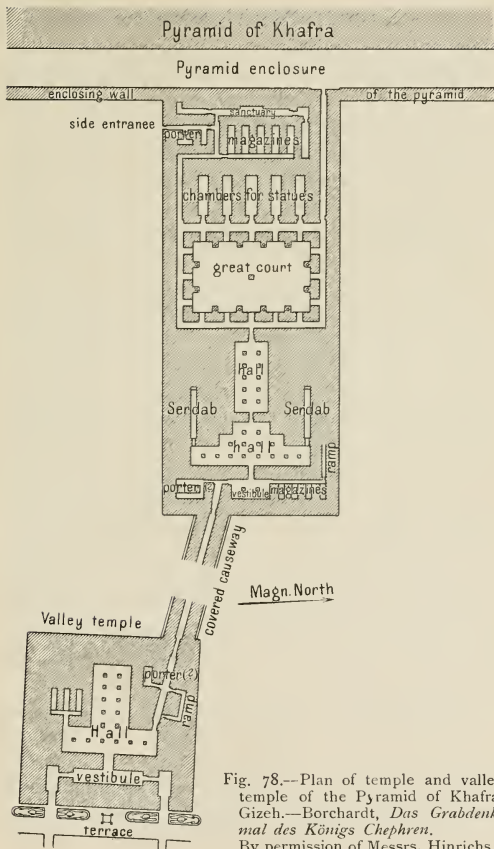 Pyramid of Khafra
Pyramid enclosure
enclosing wall
of the pyramid
side entranee
sanctuary
porter
magazines
chambers for statues
great court
hall
Serdab
Serdab
hall
ramp
porter(?)
vestibule
magazines
covered causeway
Magn. North
Valley temple
porter(?)
ramp
Hall
vestibule
terrace
Fig. 78.—Plan of temple and valle
temple of the Pyramid of Khafra
Gizeh.—Borchardt, Das Grabdenk
mal des Königs Chephren.
By permission of Messrs. Hinrichs